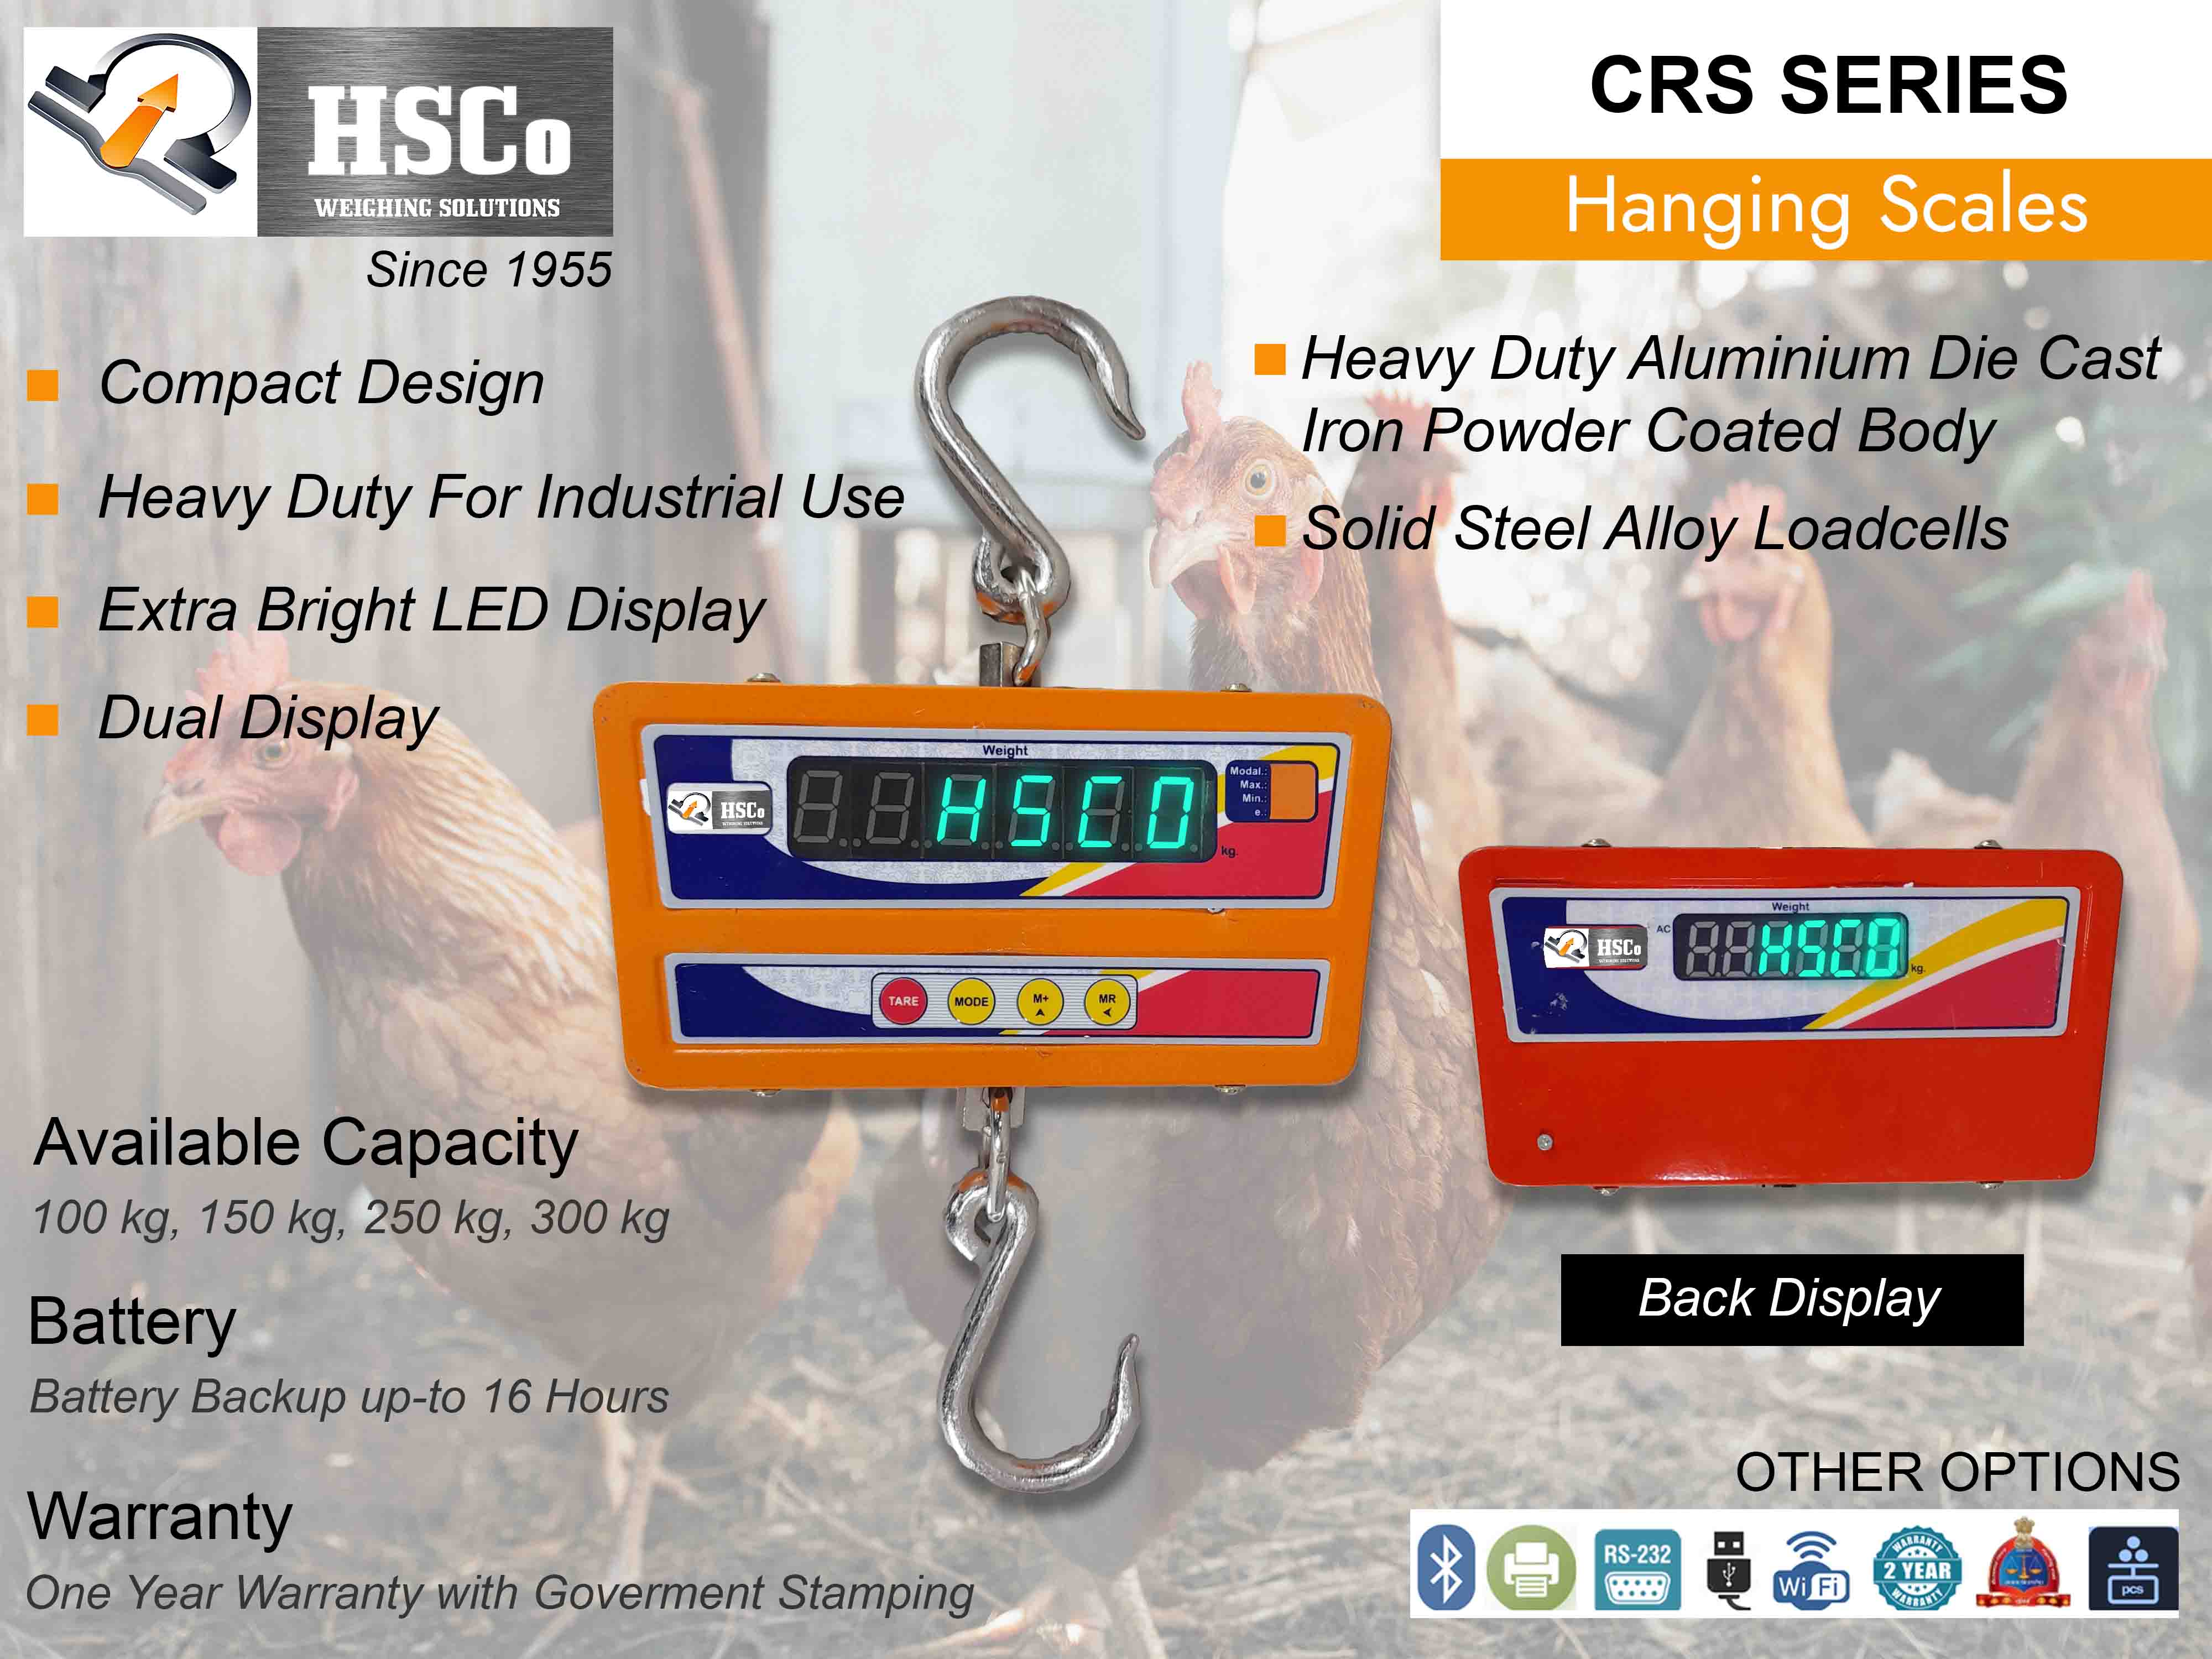 HSCo
WEIGHING SOLUTIONS
Since 1955
CRS SERIES
Hanging Scales
Compact Design
Heavy Duty For Industrial Use
Extra Bright LED Display
Dual Display
Heavy Duty Aluminium Die Cast
Iron Powder Coated Body
Solid Steel Alloy Loadcells
Weight
HSCo
HSCO
Modal.:
Max.:
Min.:
e.:
kg.
TARE
MODE
M+
MR
Weight
HSCo
AC
HSCO
kg.
Back Display
Available Capacity
100 kg, 150 kg, 250 kg, 300 kg
Battery
Battery Backup up-to 16 Hours
Warranty
One Year Warranty with Goverment Stamping
OTHER OPTIONS
RS-232
WiFi
WARRANTY
2 YEAR
WARRANTY
pcs